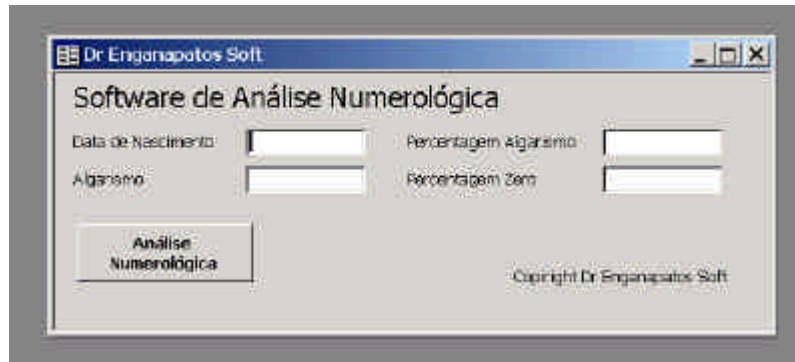 Dr Enganapatos Soft
Software de Análise Numerológica
Data de Nascimento
Percentagem Algarismo
Algarismo
Percentagem Zero
Análise
Numerológica
Copiright Dr Enganapatos Soft